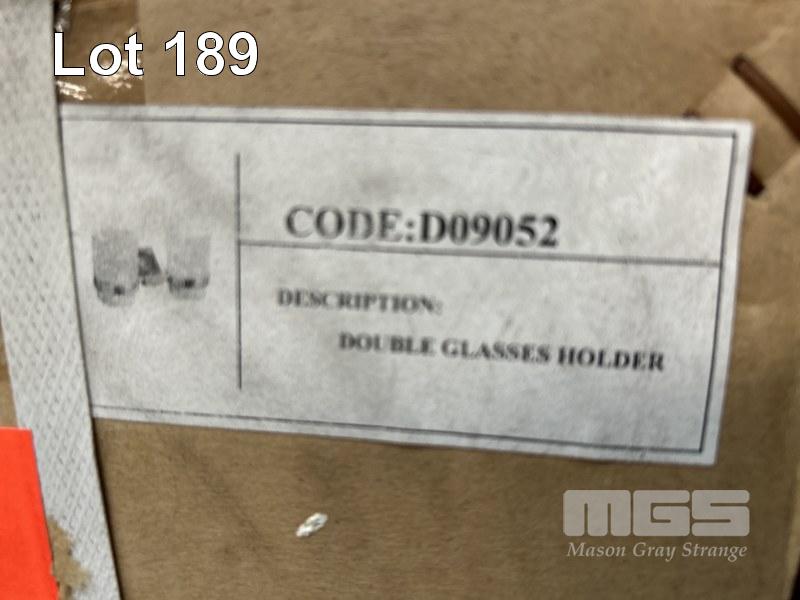 Lot 189
CODE:D09052
DESCRIPTION:
DOUBLE GLASSES HOLDER
MGS
Mason Gray Strange